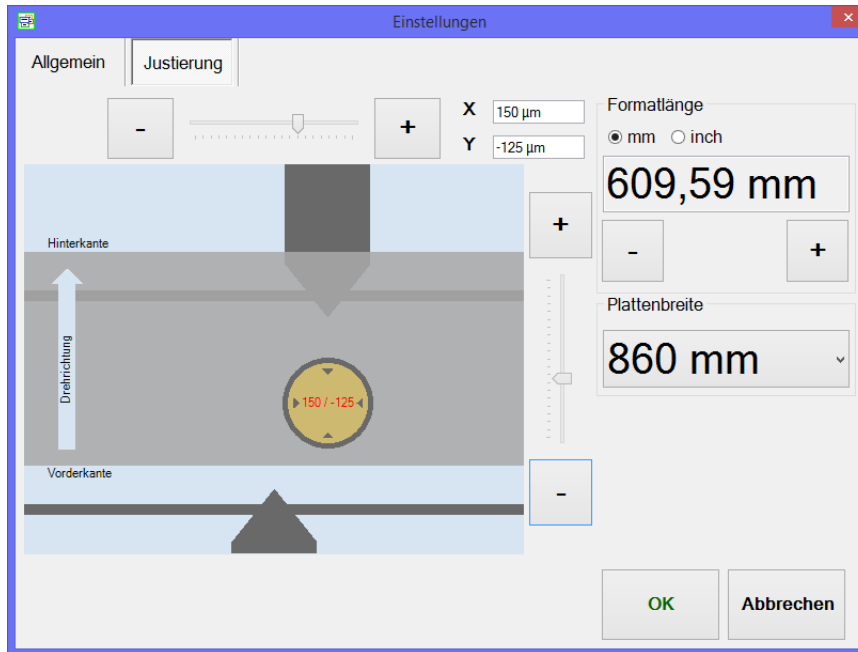 Einstellungen
Allgemein
Justierung
-
+
X
150 µm
Y
-125 µm
Hinterkante
Drehrichtung
150 / -125
Vorderkante
+
-
Formatlänge
mm
inch
609,59 mm
-
+
Plattenbreite
860 mm
OK
Abbrechen